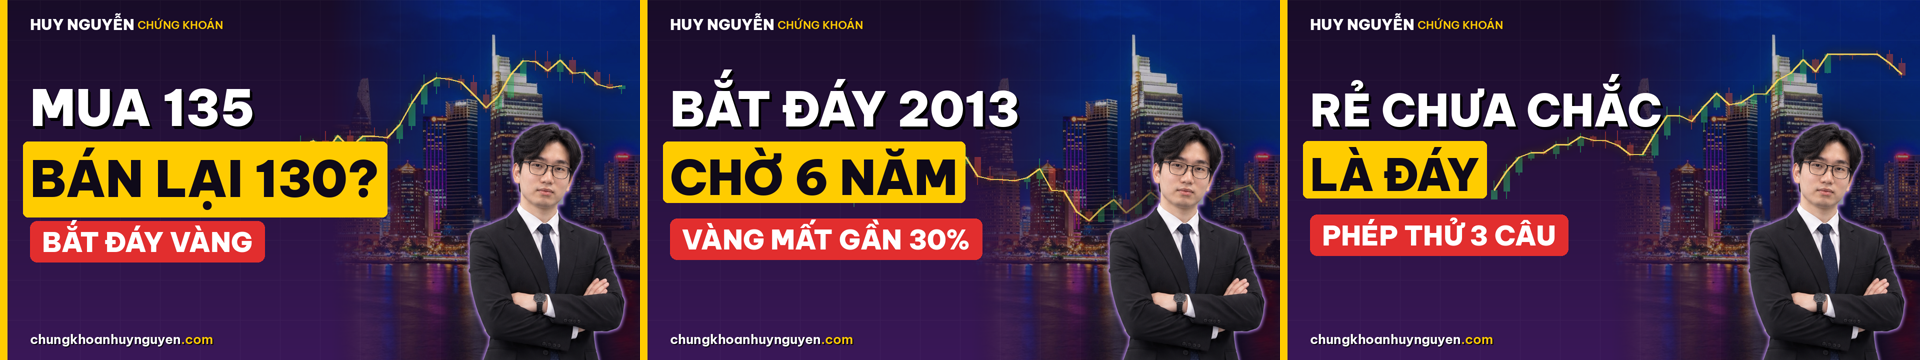 HUY NGUYỄN CHỨNG KHOÁN
MUA 135
BÁN LẠI 130?
BẮT ĐÁY VÀNG
chungkhoanhuynguyen.com
HUY NGUYỄN CHỨNG KHOÁN
BẮT ĐÁY 2013
CHỜ 6 NĂM
VÀNG MẤT GẦN 30%
chungkhoanhuynguyen.com
HUY NGUYỄN CHỨNG KHOÁN
RẺ CHƯA CHẮC
LÀ ĐÁY
PHÉP THỬ 3 CÂU
chungkhoanhuynguyen.com